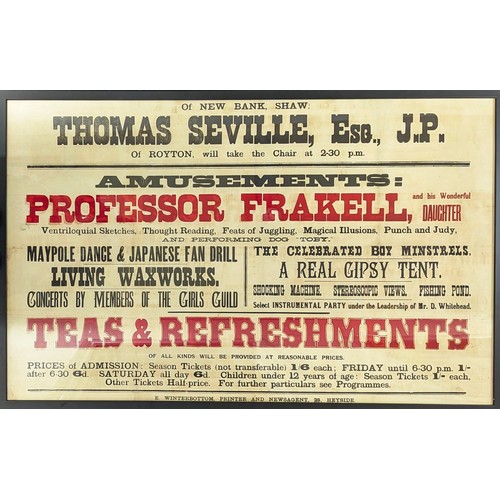 Of NEW BANK, SHAW:
THOMAS SEVILLE, Esq., J.P.
Of ROYTON, will take the Chair at 2-30 p.m.
AMUSEMENTS:
PROFESSOR FRAKELL, and his Wonderful DAUGHTER
Ventriloquial Sketches, Thought Reading, Feats of Juggling, Magical Illusions, Punch and Judy,
AND PERFORMING DOG "TOBY."
MAYPOLE DANCE & JAPANESE FAN DRILL
LIVING WAXWORKS.
CONCERTS BY MEMBERS OF THE GIRLS GUILD
THE CELEBRATED BOY MINSTRELS.
A REAL GIPSY TENT.
SHOCKING MACHINE. STEREOSCOPIC VIEWS. FISHING POND.
Select INSTRUMENTAL PARTY under the Leadership of Mr. D. Whitehead.
TEAS & REFRESHMENTS
OF ALL KINDS WILL BE PROVIDED AT REASONABLE PRICES.
PRICES of ADMISSION: Season Tickets (not transferable) 1/6 each; FRIDAY until 6-30 p.m. 1/-
after 6-30 6d SATURDAY all day 6d. Children under 12 years of age: Season Tickets 1/- each,
Other Tickets Half-price. For further particulars see Programmes.
E. WINTERBOTTOM, PRINTER AND NEWSAGENT, 28, HEYSIDE.